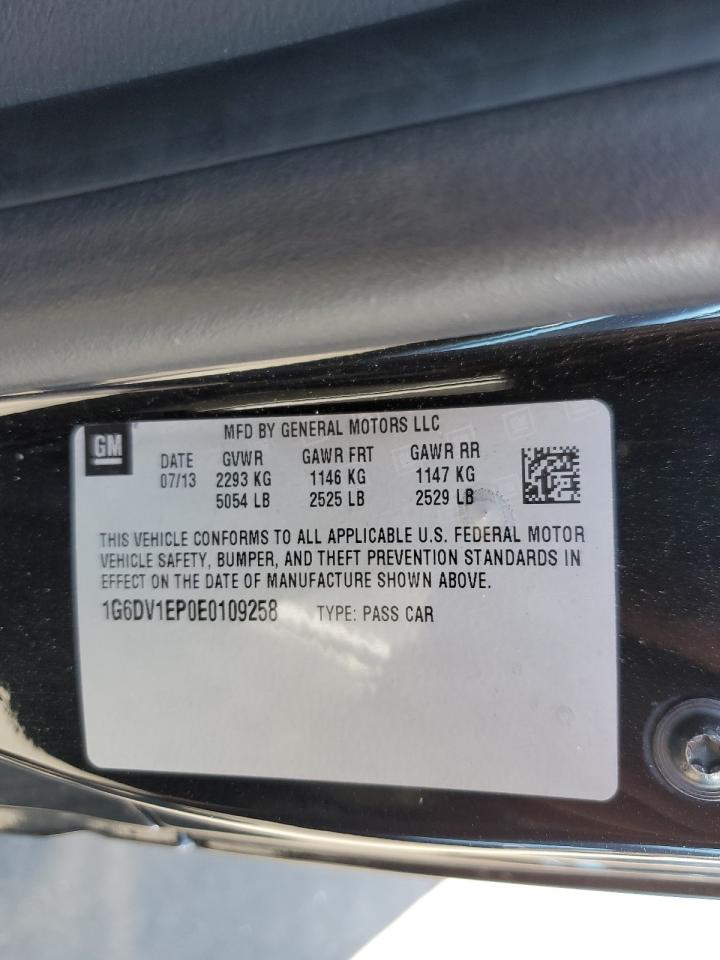 GM
MFD BY GENERAL MOTORS LLC
DATE GVWR GAWR FRT GAWR RR
07/13 2293 KG 1146 KG 1147 KG
5054 LB 2525 LB 2529 LB
THIS VEHICLE CONFORMS TO ALL APPLICABLE U.S. FEDERAL MOTOR
VEHICLE SAFETY, BUMPER, AND THEFT PREVENTION STANDARDS IN
EFFECT ON THE DATE OF MANUFACTURE SHOWN ABOVE.
1G6DV1EP0E0109258 TYPE: PASS CAR